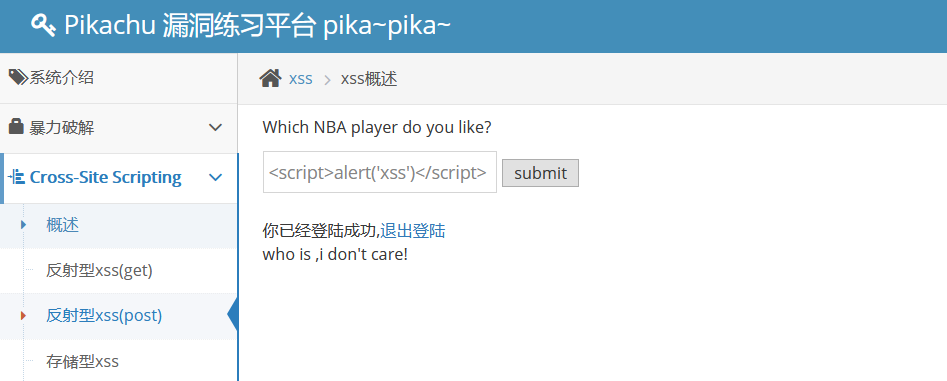 Pikachu 漏洞练习平台 pika~pika~
系统介绍
暴力破解
Cross-Site Scripting
概述
反射型xss(get)
反射型xss(post)
存储型xss
xss > xss概述
Which NBA player do you like?
<script>alert('xss')</script> submit
你已经登陆成功,退出登陆
who is ,i don't care!